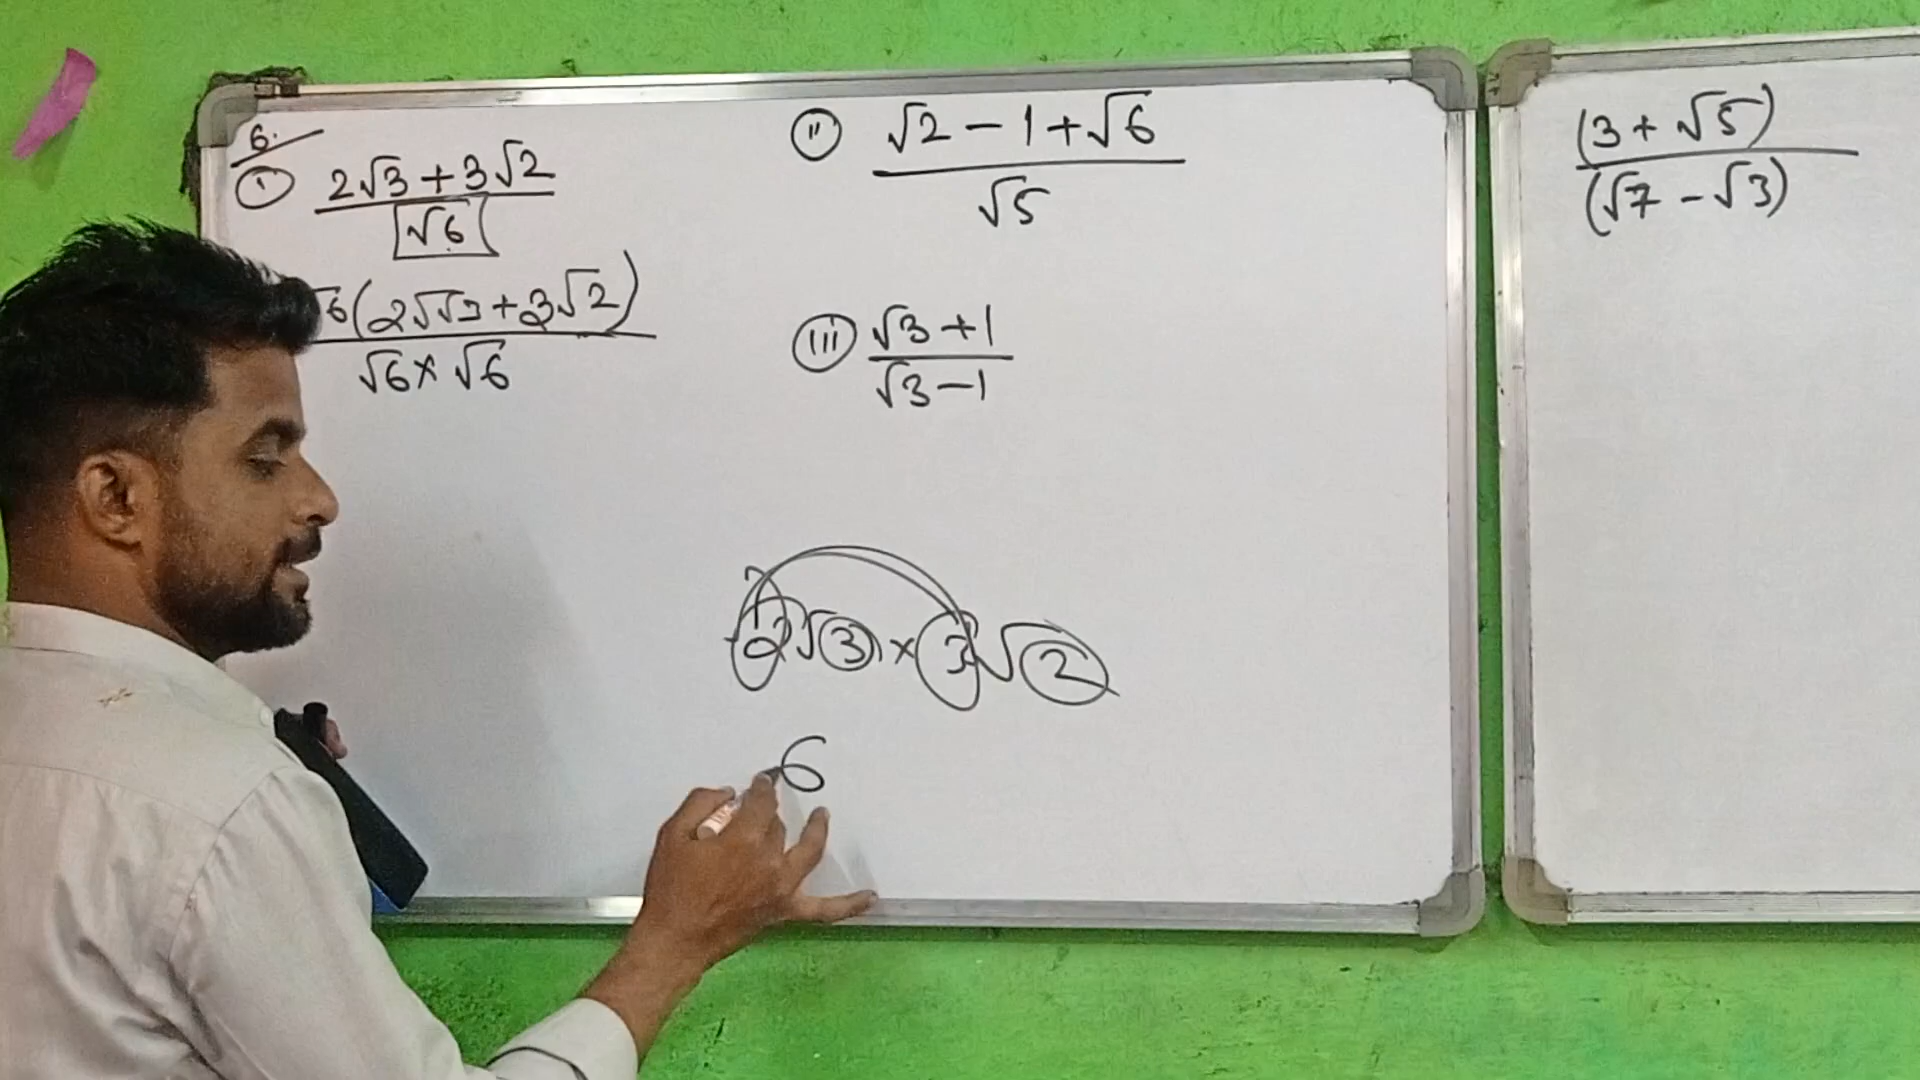 6.
(i) 2√3 + 3√2
√6
√6(2√√3 + 3√2)
√6 × √6
(ii) √2 - 1 + √6
√5
(iii) √3 + 1
√3 - 1
2√3 × 3√2
6
(3 + √5)
(√7 - √3)